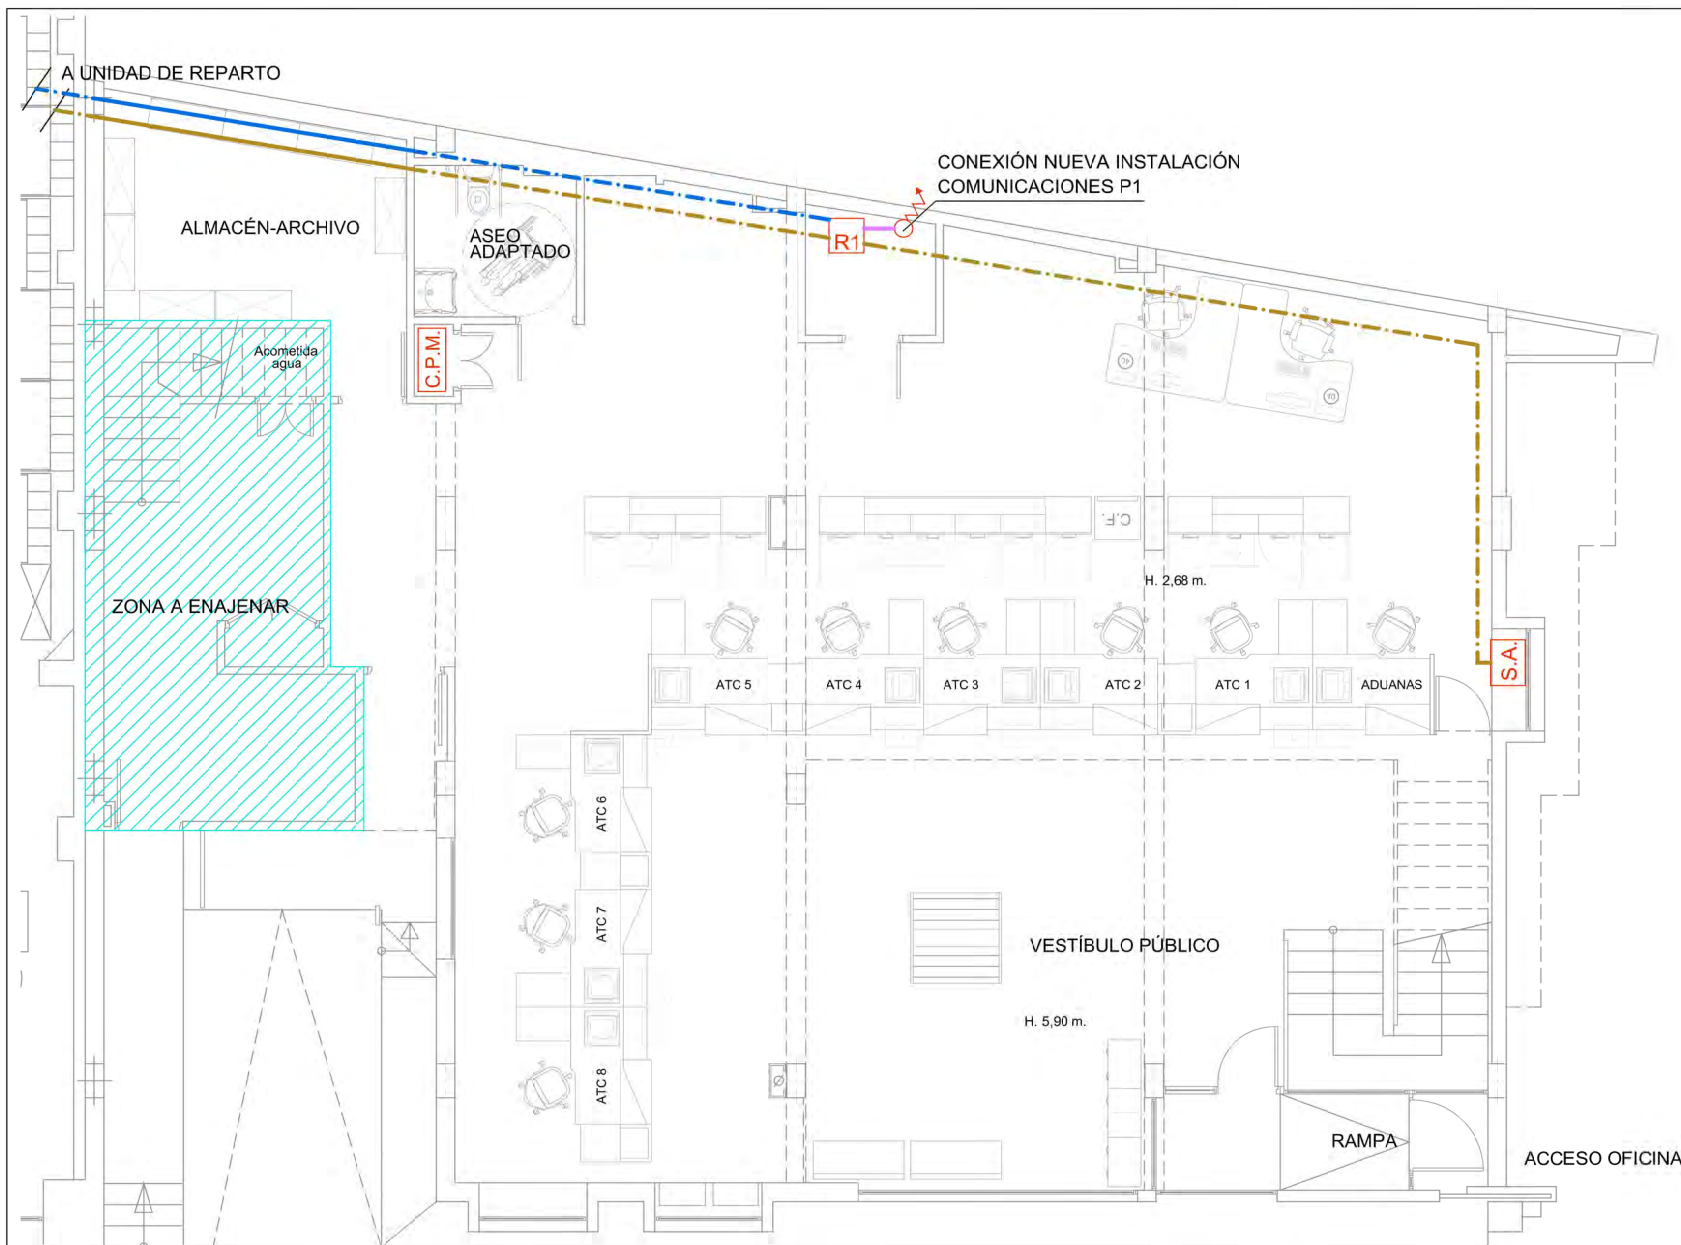 A UNIDAD DE REPARTO
CONEXIÓN NUEVA INSTALACIÓN
COMUNICACIONES P1
ALMACÉN-ARCHIVO
ASEO
ADAPTADO
R1
C.P.M.
Acometida
agua
C.F.
H. 2,68 m.
ZONA A ENAJENAR
S.A.
ATC 5
ATC 4
ATC 3
ATC 2
ATC 1
ADUANAS
ATC 6
ATC 7
VESTÍBULO PÚBLICO
H. 5,90 m.
ATC 8
RAMPA
ACCESO OFICINA